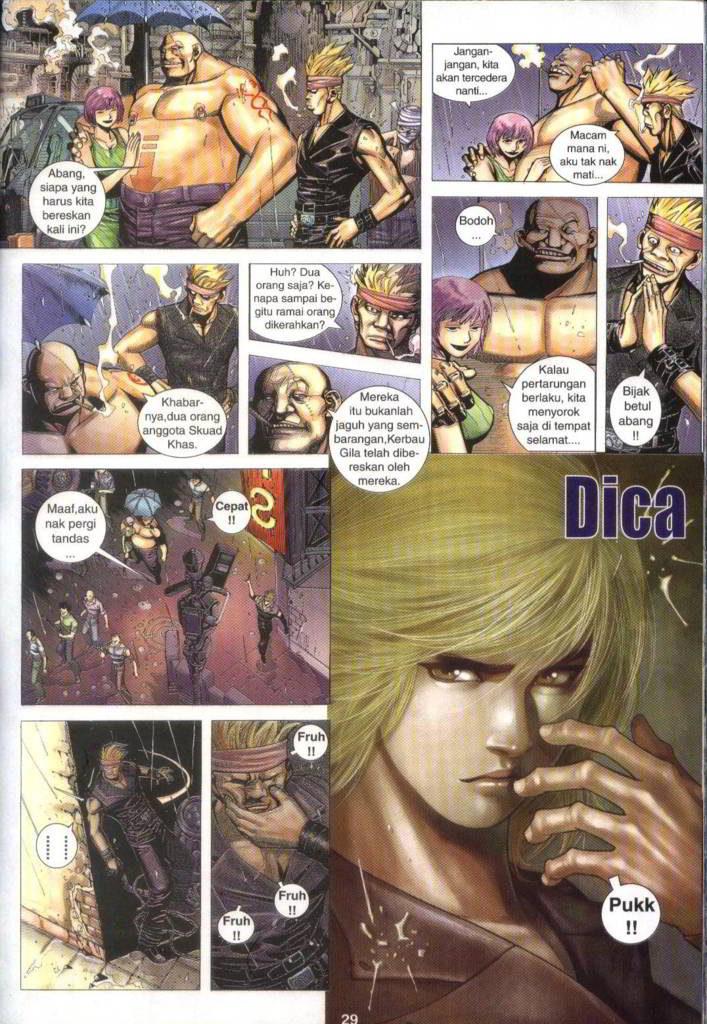 Abang,
siapa yang
harus kita
bereskan
kali ini?
Jangan-
jangan, kita
akan tercedera
nanti...
Macam
mana ni,
aku tak nak
mati...
Bodoh
...
Kalau
pertarungan
berlaku, kita
menyorok
saja di tempat
selamat....
Bijak
betul
abang
!!
Khabar-
nya,dua orang
anggota Skuad
Khas.
Huh? Dua
orang saja? Ke-
napa sampai be-
gitu ramai orang
dikerahkan?
Mereka
itu bukanlah
jaguh yang sem-
barangan,Kerbau
Gila telah dibe-
reskan oleh
mereka.
Maaf,aku
nak pergi
tandas
...
Cepat
!!
S
Dica
Fruh
!!
Fruh
!!
Fruh
!!
Pukk
!!
29